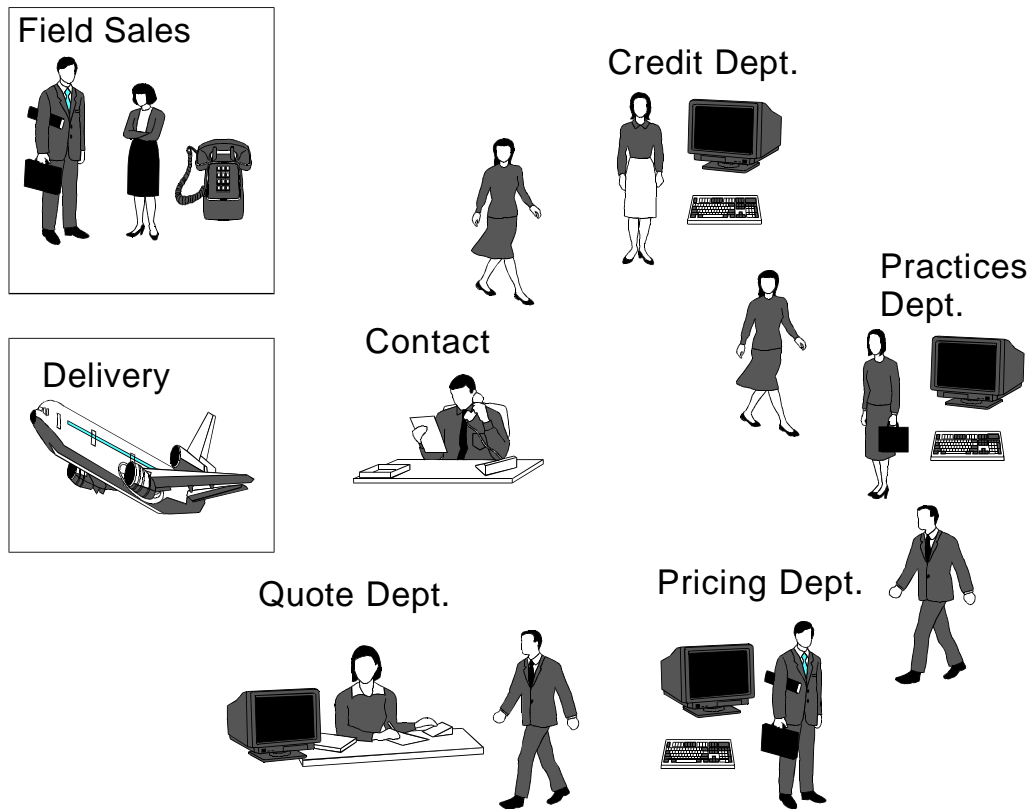 Field Sales
Credit Dept.
Practices
Dept.
Contact
Delivery
Quote Dept.
Pricing Dept.